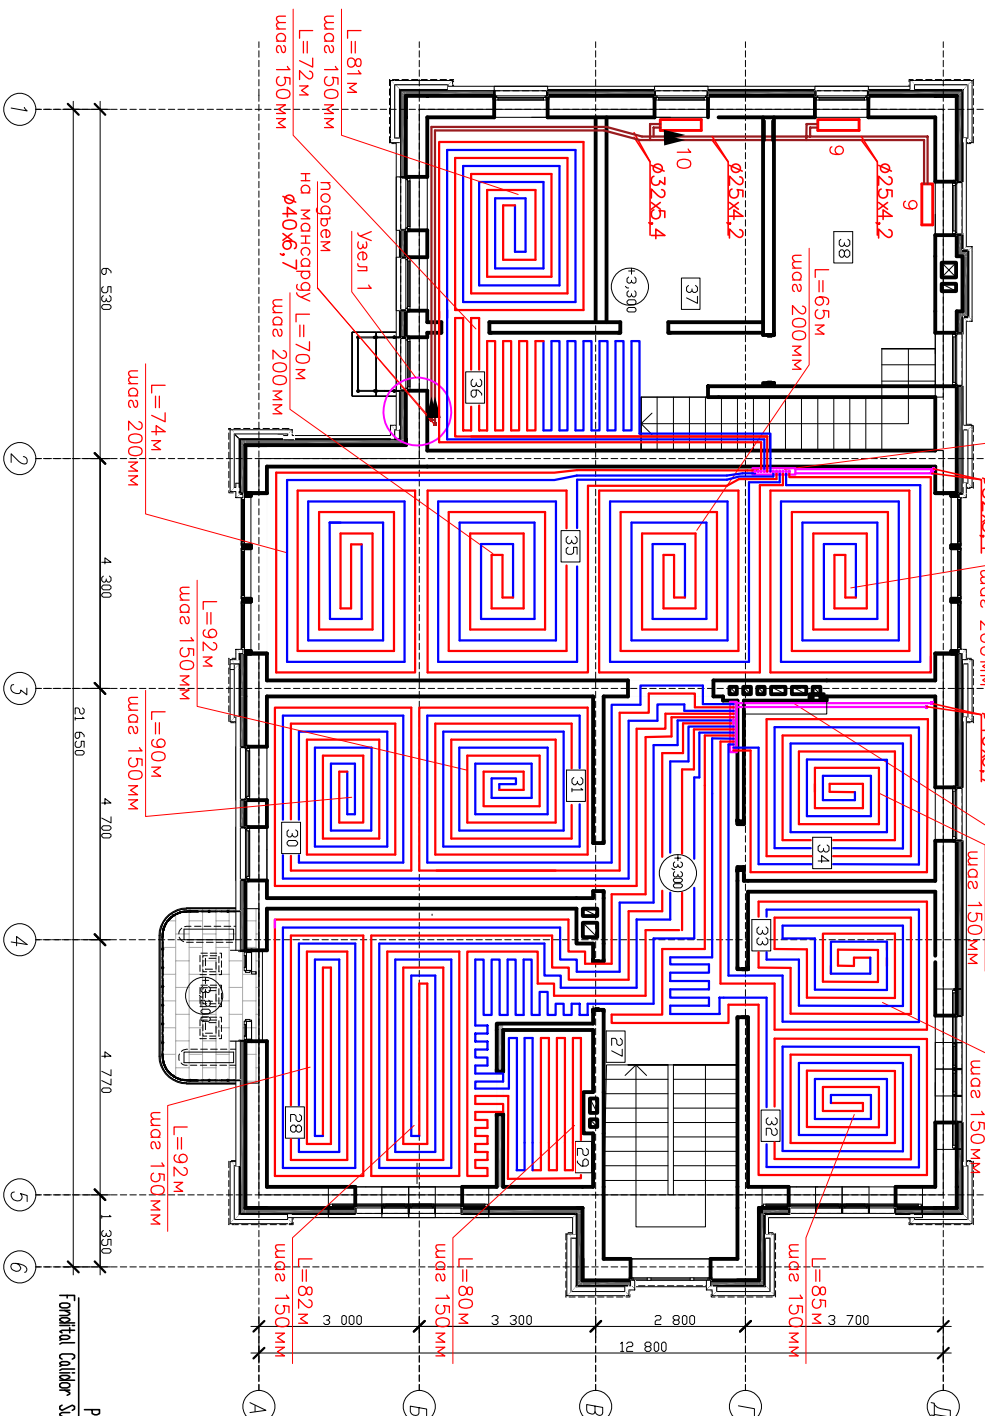 L=81м
шаг 150мм
L=72м
шаг 150мм
подъем
на мансарду
ø40х6,7
Узел 1
L=70м
шаг 200мм
L=74м
шаг 200мм
L=65м
шаг 200мм
L=92м
шаг 150мм
L=90м
шаг 150мм
L=92м
шаг 150мм
L=82м
шаг 150мм
L=80м
шаг 150мм
L=85м
шаг 150мм
шаг 150мм
шаг 150мм
ø32х5,4
ø25х4,2
ø25х4,2
10
9
9
38
37
36
35
34
33
32
31
30
29
28
27
+3,300
+3,300
1
2
3
4
5
6
6 530
4 300
4 700
4 770
1 350
21 650
3 000
3 300
2 800
3 700
12 800
А
Б
В
Г
Д
Fondital Calidor